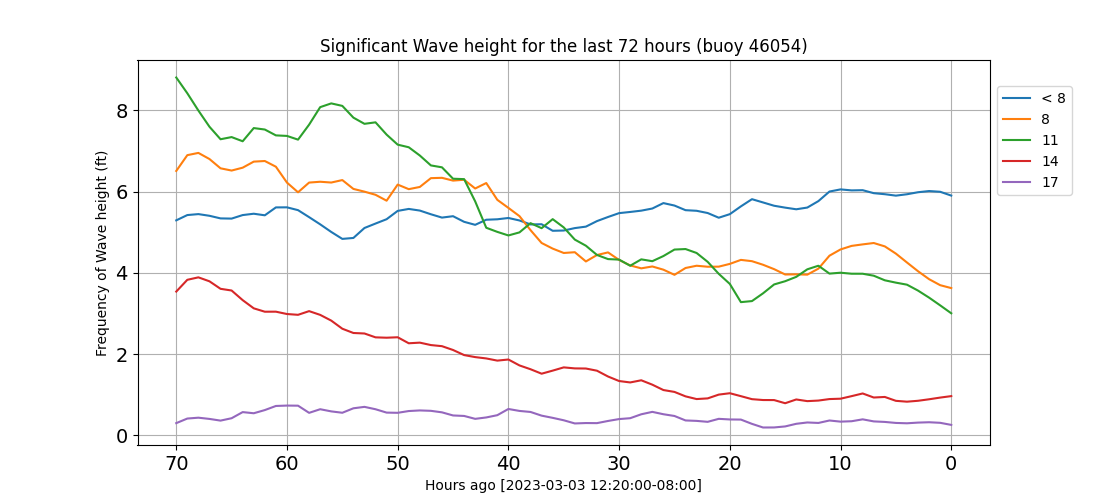 Significant Wave height for the last 72 hours (buoy 46054)
Frequency of Wave height (ft)
8
6
4
2
0
70 60 50 40 30 20 10 0
Hours ago [2023-03-03 12:20:00-08:00]
< 8
8
11
14
17